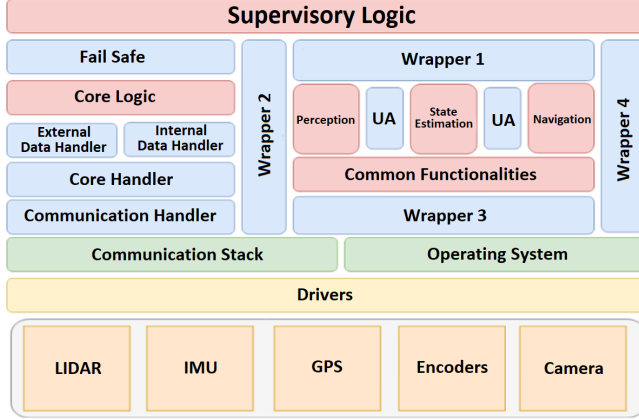 Supervisory Logic
Fail Safe
Core Logic
External
Data Handler
Internal
Data Handler
Core Handler
Communication Handler
Wrapper 2
Wrapper 1
Perception
UA
State
Estimation
UA
Navigation
Common Functionalities
Wrapper 3
Wrapper 4
Communication Stack
Operating System
Drivers
LIDAR
IMU
GPS
Encoders
Camera